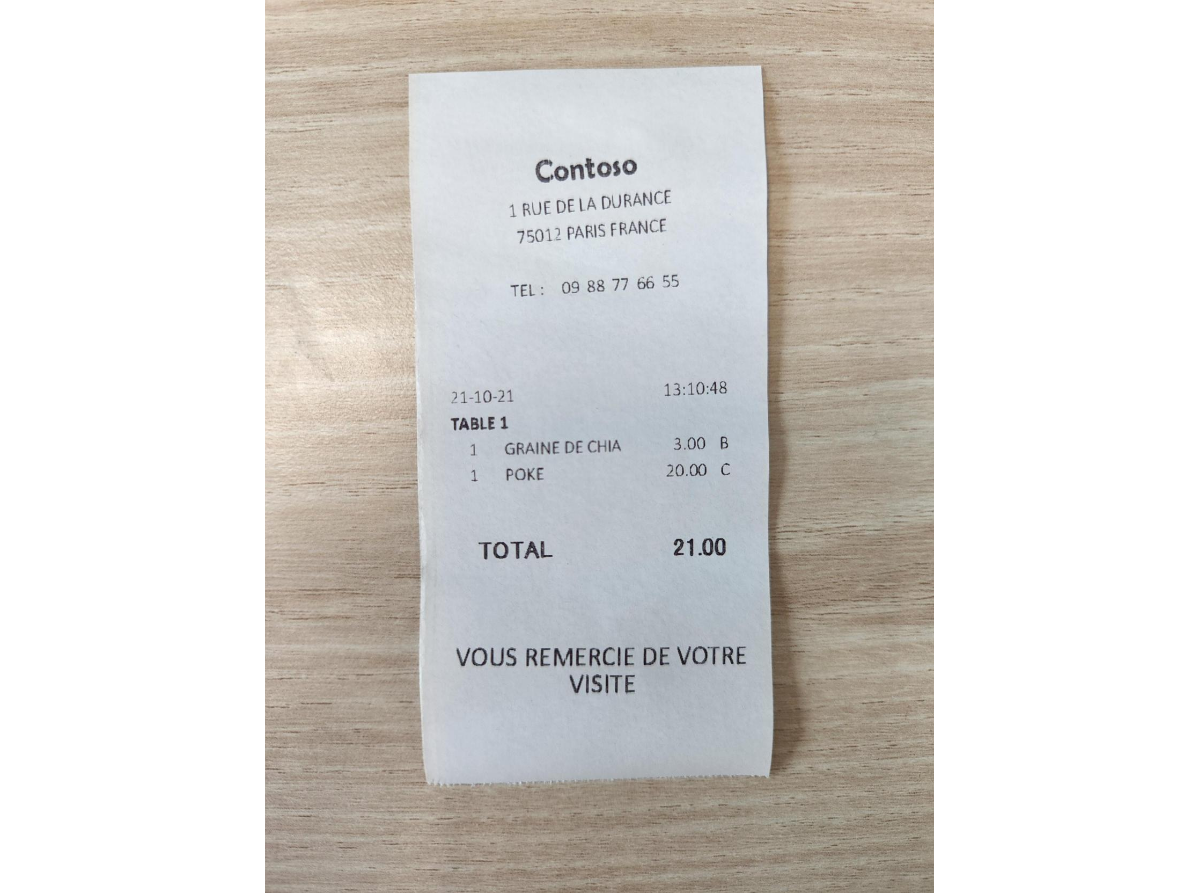 Contoso
1 RUE DE LA DURANCE
75012 PARIS FRANCE
TEL : 09 88 77 66 55
21-10-21 13:10:48
TABLE 1
1 GRAINE DE CHIA 3.00 B
1 POKE 20.00 C
TOTAL 21.00
VOUS REMERCIE DE VOTRE
VISITE